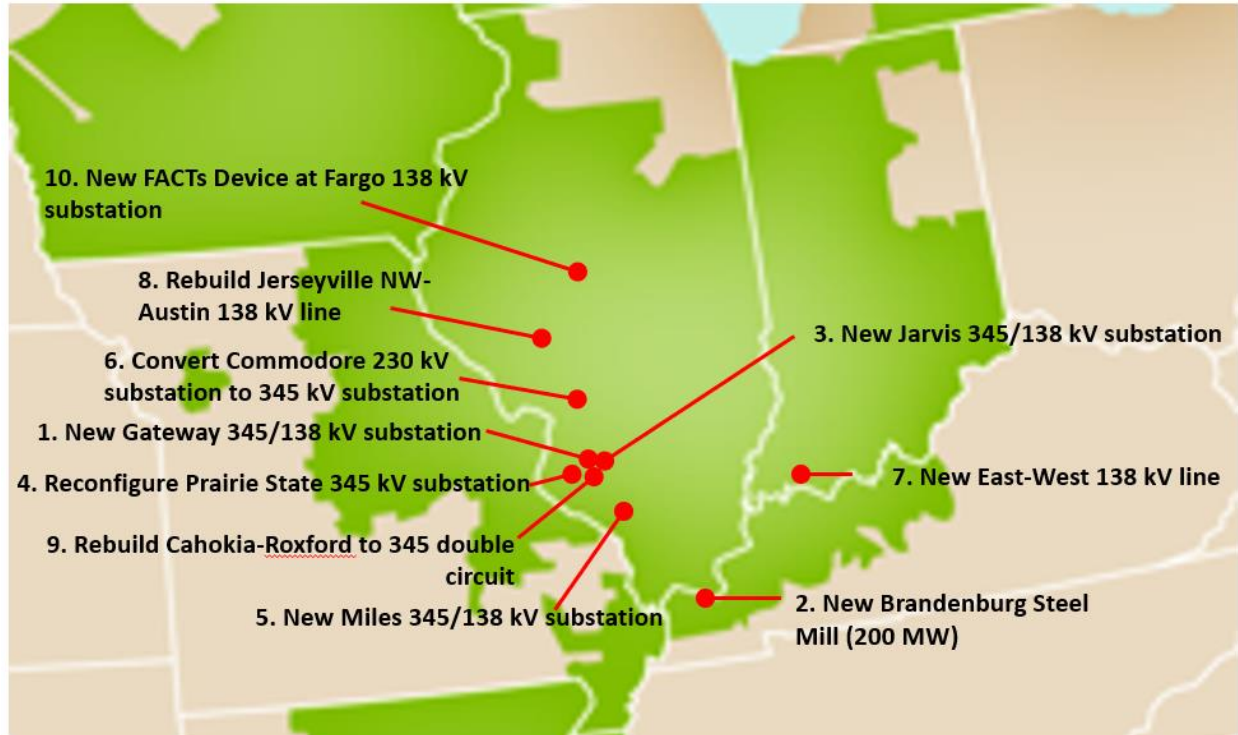 10. New FACTs Device at Fargo 138 kV
substation
8. Rebuild Jerseyville NW-
Austin 138 kV line
3. New Jarvis 345/138 kV substation
6. Convert Commodore 230 kV
substation to 345 kV substation
1. New Gateway 345/138 kV substation
4. Reconfigure Prairie State 345 kV substation
7. New East-West 138 kV line
9. Rebuild Cahokia-Roxford to 345 double
circuit
5. New Miles 345/138 kV substation
2. New Brandenburg Steel
Mill (200 MW)